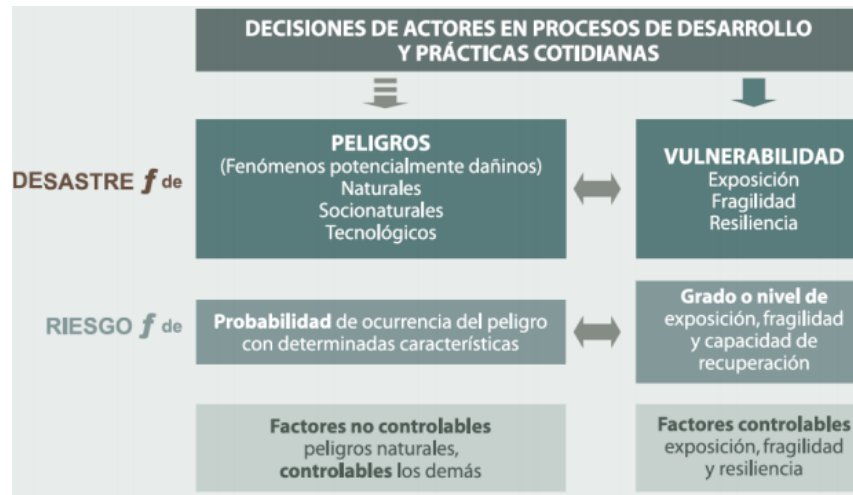 DECISIONES DE ACTORES EN PROCESOS DE DESARROLLO
Y PRÁCTICAS COTIDIANAS
DESASTRE ƒ de
PELIGROS
(Fenómenos potencialmente dañinos)
Naturales
Socionaturales
Tecnológicos
VULNERABILIDAD
Exposición
Fragilidad
Resiliencia
RIESGO ƒ de
Probabilidad de ocurrencia del peligro
con determinadas características
Grado o nivel de
exposición, fragilidad
y capacidad de
recuperación
Factores no controlables
peligros naturales,
controlables los demás
Factores controlables
exposición, fragilidad
y resiliencia